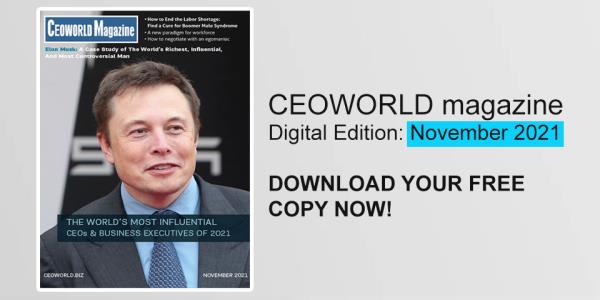 CEOWORLD Magazine
• How to End the Labor Shortage:
Find a Cure for Boomer Male Syndrome
• A new paradigm for workforce
• How to negotiate with an egomaniac
Elon Musk: A Case Study of The World's Richest, Influential,
And Most Controversial Man
THE WORLD'S MOST INFLUENTIAL
CEOs & BUSINESS EXECUTIVES OF 2021
CEOWORLD.BIZ
NOVEMBER 2021
CEOWORLD magazine
Digital Edition: November 2021
DOWNLOAD YOUR FREE
COPY NOW!